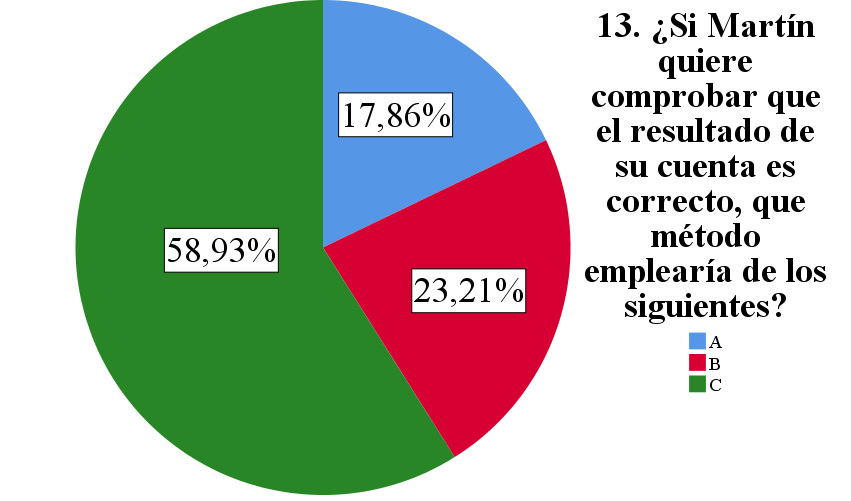 13. ¿Si Martín
quiere
comprobar que
el resultado de
su cuenta es
correcto, que
método
emplearía de los
siguientes?
A
B
C
17,86%
23,21%
58,93%